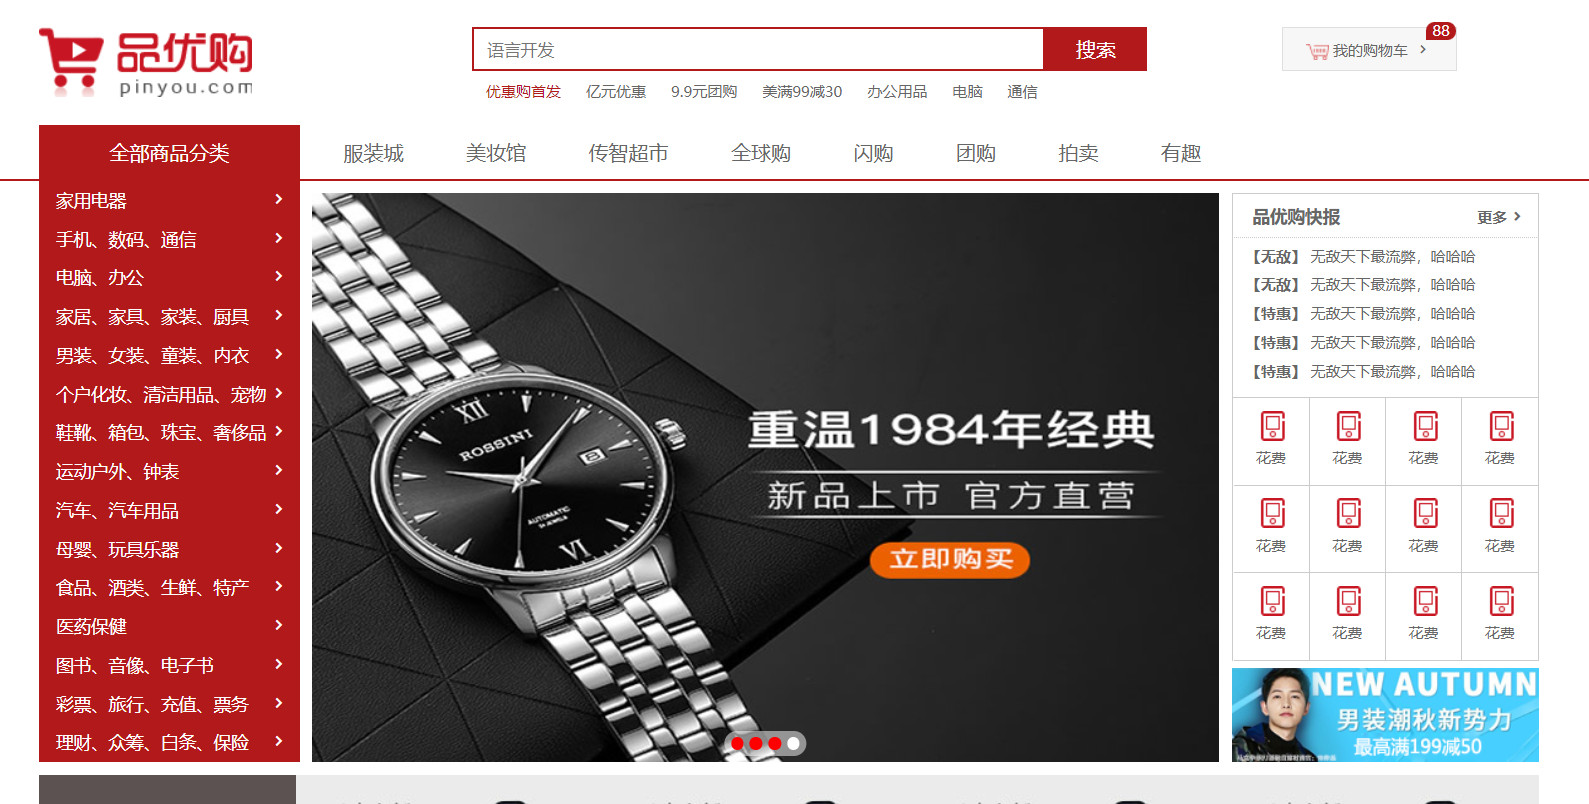 品优购
pinyou.com
语言开发
搜索
我的购物车
88
优惠购首发 亿元优惠 9.9元团购 美满99减30 办公用品 电脑 通信
全部商品分类 服装城 美妆馆 传智超市 全球购 闪购 团购 拍卖 有趣
家用电器
手机、数码、通信
电脑、办公
家居、家具、家装、厨具
男装、女装、童装、内衣
个户化妆、清洁用品、宠物
鞋靴、箱包、珠宝、奢侈品
运动户外、钟表
汽车、汽车用品
母婴、玩具乐器
食品、酒类、生鲜、特产
医药保健
图书、音像、电子书
彩票、旅行、充值、票务
理财、众筹、白条、保险
XII
ROSSINI
8
AUTOMATIC
VI
重温1984年经典
新品上市 官方直营
立即购买
品优购快报
更多
【无敌】 无敌天下最流弊，哈哈哈
【无敌】 无敌天下最流弊，哈哈哈
【特惠】 无敌天下最流弊，哈哈哈
【特惠】 无敌天下最流弊，哈哈哈
【特惠】 无敌天下最流弊，哈哈哈
花费 花费 花费 花费
花费 花费 花费 花费
花费 花费 花费 花费
NEW AUTUMN
男装潮秋新势力
最高满199减50